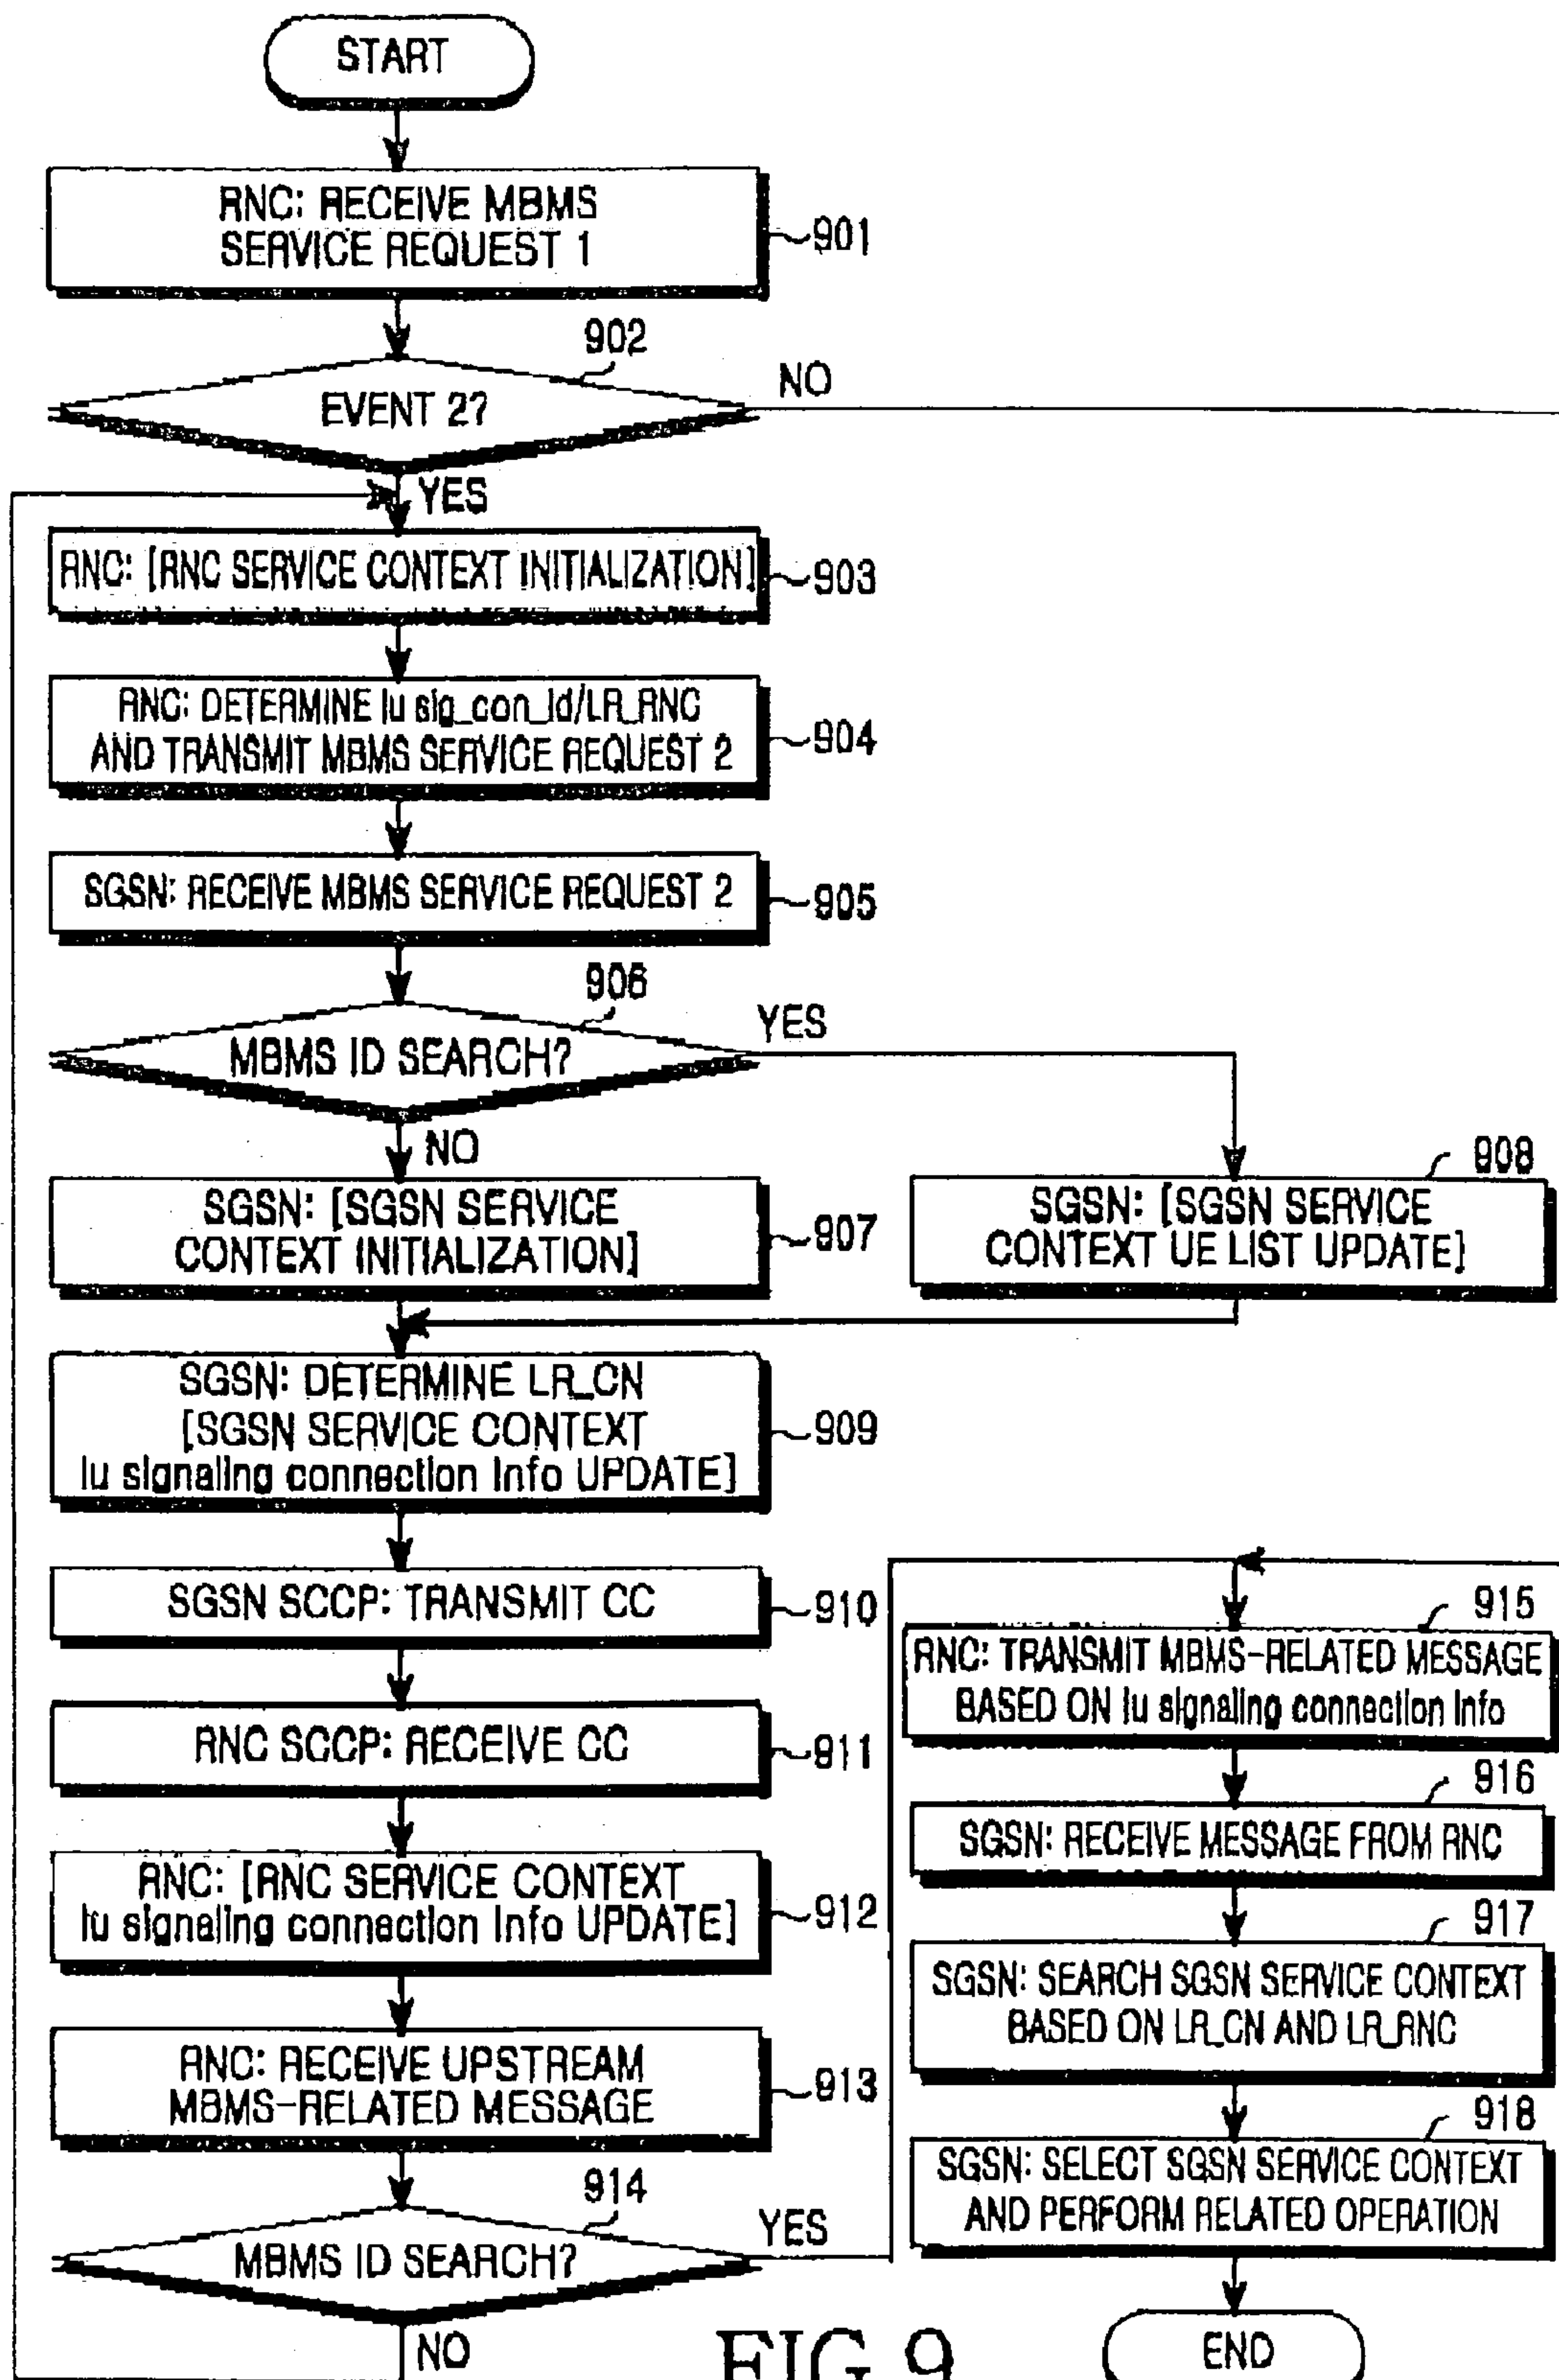 START
RNC: RECEIVE MBMS
SERVICE REQUEST 1
901
902
EVENT 2?
NO
YES
RNC: [RNC SERVICE CONTEXT INITIALIZATION]
903
RNC: DETERMINE Iu sig_con_id/LR_RNC
AND TRANSMIT MBMS SERVICE REQUEST 2
904
SGSN: RECEIVE MBMS SERVICE REQUEST 2
905
906
MBMS ID SEARCH?
YES
NO
SGSN: [SGSN SERVICE
CONTEXT INITIALIZATION]
907
908
SGSN: [SGSN SERVICE
CONTEXT UE LIST UPDATE]
SGSN: DETERMINE LR_CN
[SGSN SERVICE CONTEXT
Iu signaling connection info UPDATE]
909
SGSN SCCP: TRANSMIT CC
910
RNC SCCP: RECEIVE CC
911
RNC: [RNC SERVICE CONTEXT
Iu signaling connection info UPDATE]
912
RNC: RECEIVE UPSTREAM
MBMS-RELATED MESSAGE
913
914
MBMS ID SEARCH?
YES
NO
915
RNC: TRANSMIT MBMS-RELATED MESSAGE
BASED ON Iu signaling connection info
916
SGSN: RECEIVE MESSAGE FROM RNC
917
SGSN: SEARCH SGSN SERVICE CONTEXT
BASED ON LR_CN AND LR_RNC
918
SGSN: SELECT SGSN SERVICE CONTEXT
AND PERFORM RELATED OPERATION
END
FIG.9